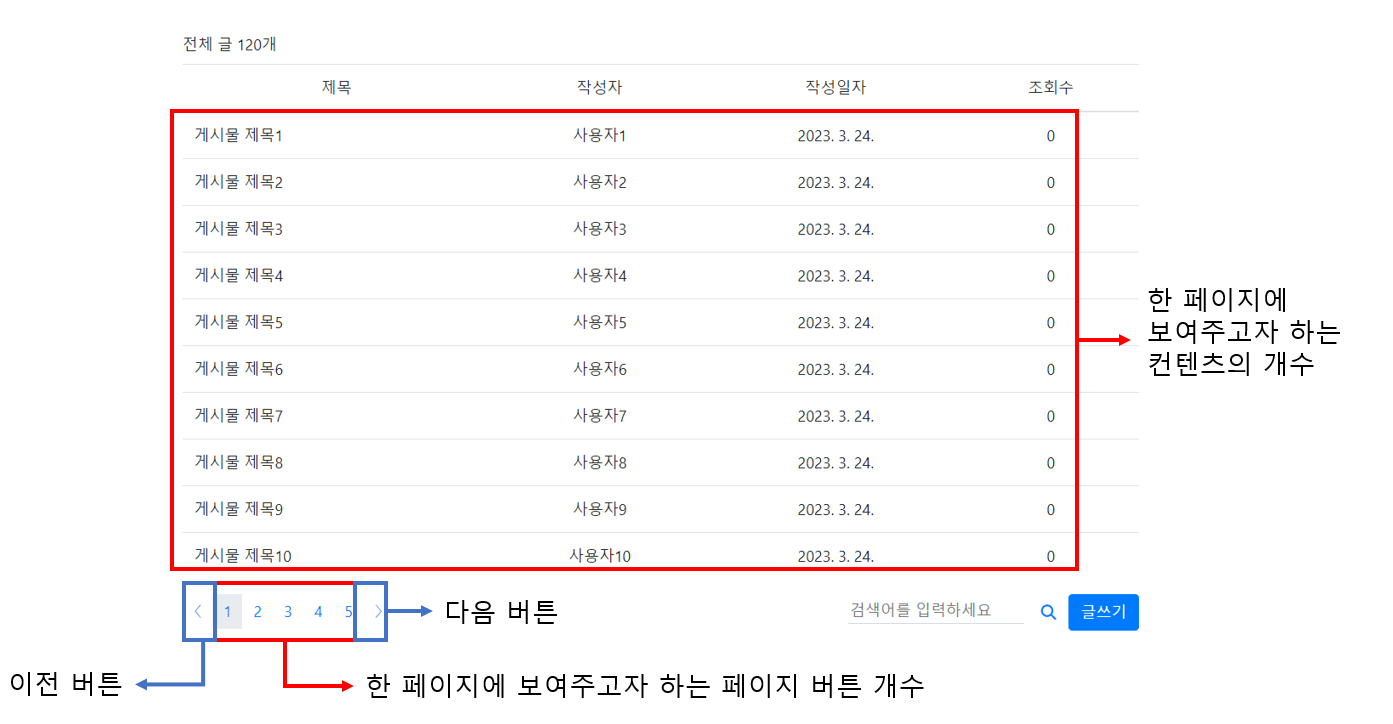 전체 글 120개
제목 작성자 작성일자 조회수
게시물 제목1 사용자1 2023. 3. 24. 0
게시물 제목2 사용자2 2023. 3. 24. 0
게시물 제목3 사용자3 2023. 3. 24. 0
게시물 제목4 사용자4 2023. 3. 24. 0
게시물 제목5 사용자5 2023. 3. 24. 0
게시물 제목6 사용자6 2023. 3. 24. 0
게시물 제목7 사용자7 2023. 3. 24. 0
게시물 제목8 사용자8 2023. 3. 24. 0
게시물 제목9 사용자9 2023. 3. 24. 0
게시물 제목10 사용자10 2023. 3. 24. 0
한 페이지에
보여주고자 하는
컨텐츠의 개수
< 1 2 3 4 5 > 다음 버튼 검색어를 입력하세요 글쓰기
이전 버튼 한 페이지에 보여주고자 하는 페이지 버튼 개수